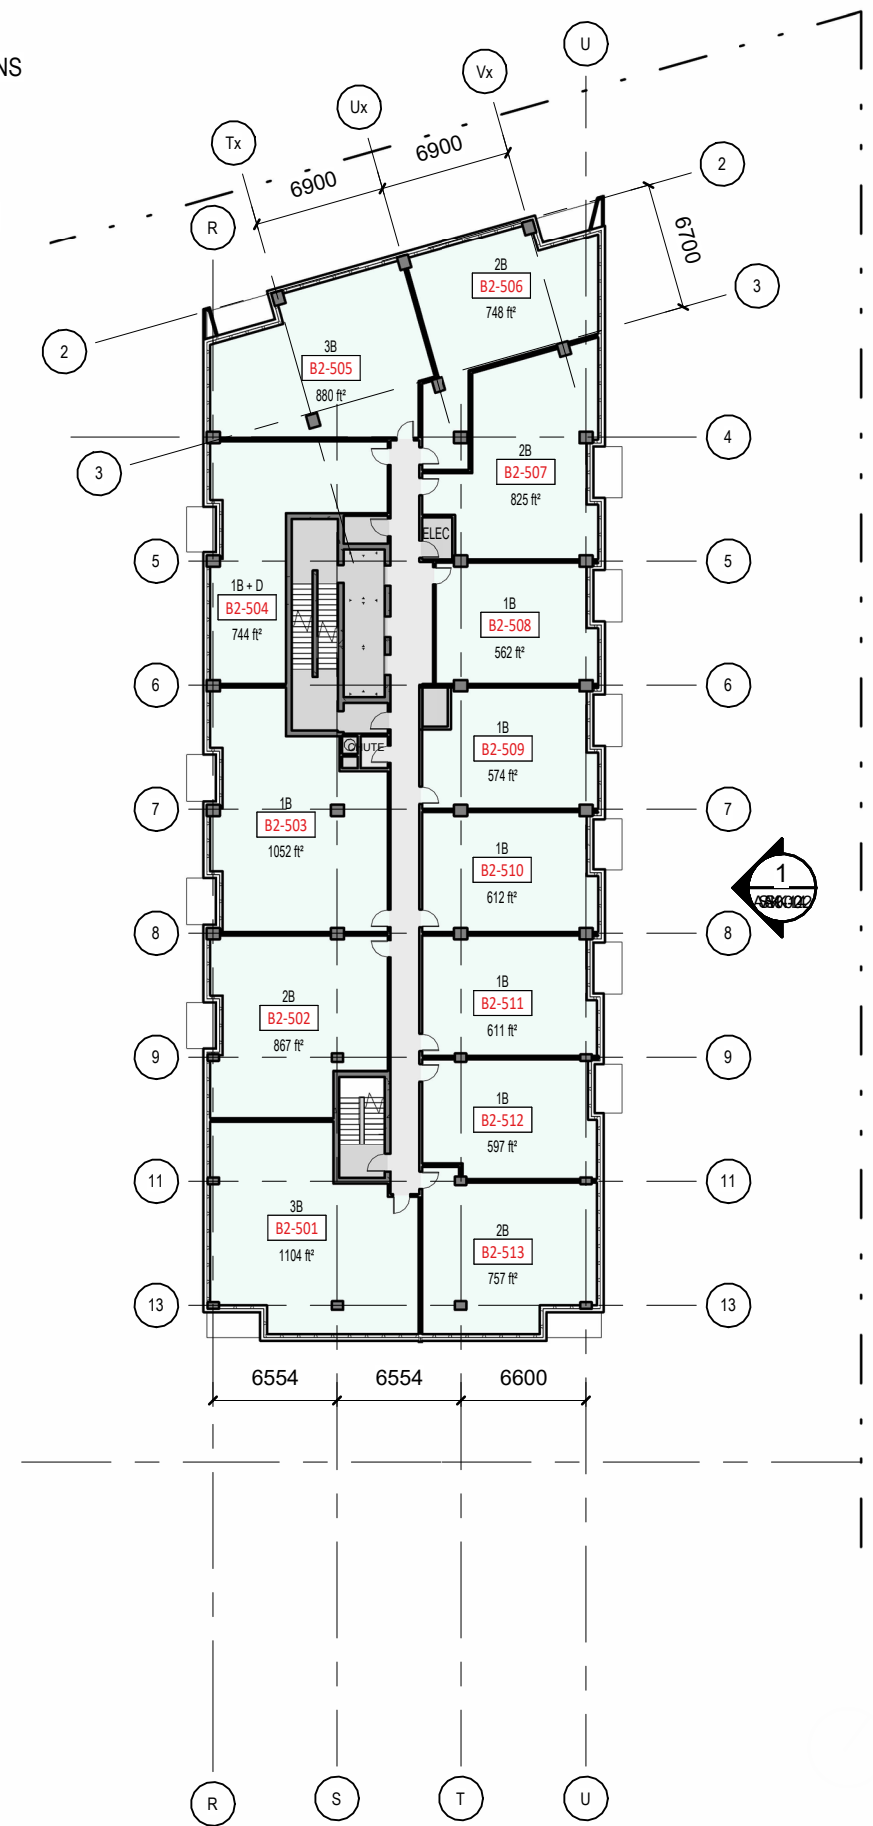 U
NS
Vx
Ux
Tx
6900
6900
2
R
6700
2B
B2-506
748 ft²
3
2
3B
B2-505
880 ft²
4
3
2B
B2-507
825 ft²
ELEC
5
5
1B + D
B2-504
744 ft²
1B
B2-508
562 ft²
6
6
1B
B2-509
574 ft²
CHUTE
7
7
1B
B2-503
1052 ft²
1B
B2-510
612 ft²
1
8
8
2B
B2-502
867 ft²
1B
B2-511
611 ft²
9
9
1B
B2-512
597 ft²
11
11
3B
B2-501
1104 ft²
2B
B2-513
757 ft²
13
13
6554
6554
6600
R
S
T
U